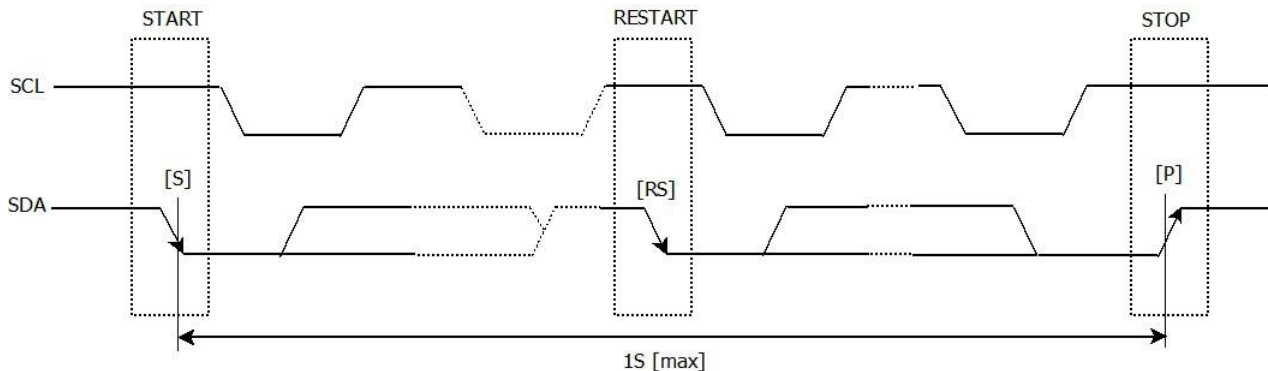 START RESTART STOP
SCL
[S] [RS] [P]
SDA
1S [max]